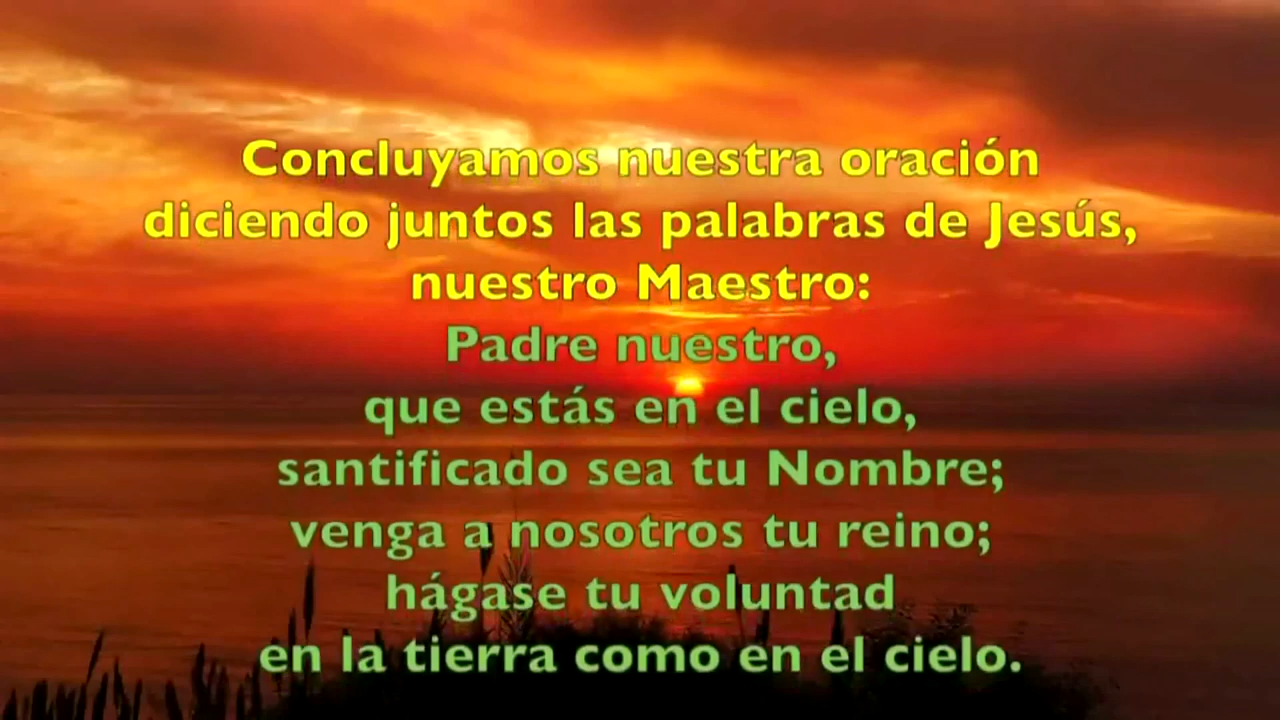 Concluyamos nuestra oración
diciendo juntos las palabras de Jesús,
nuestro Maestro:
Padre nuestro,
que estás en el cielo,
santificado sea tu Nombre;
venga a nosotros tu reino;
hágase tu voluntad
en la tierra como en el cielo.